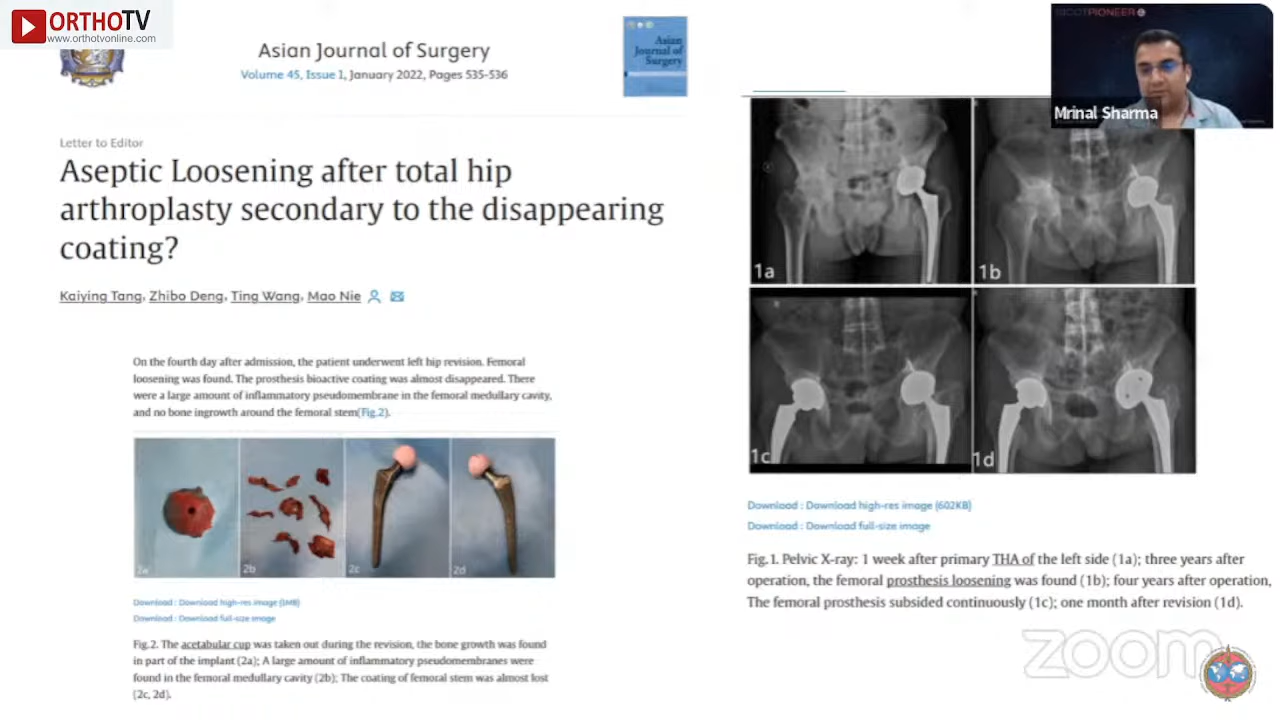 ORTHOTV
www.orthotvonline.com
Asian Journal of Surgery
Volume 45, Issue 1, January 2022, Pages 535-536
Asian
Journal of
Surgery
Letter to Editor
Aseptic Loosening after total hip
arthroplasty secondary to the disappearing
coating?
Kaiying Tang, Zhibo Deng, Ting Wang, Mao Nie
On the fourth day after admission, the patient underwent left hip revision. Femoral
loosening was found. The prosthesis bioactive coating was almost disappeared. There
were a large amount of inflammatory pseudomembrane in the femoral medullary cavity,
and no bone ingrowth around the femoral stem(Fig.2).
2a
2b
2c
2d
Download : Download high-res image (1MB)
Download : Download full-size image
Fig.2. The acetabular cup was taken out during the revision, the bone growth was found
in part of the implant (2a); A large amount of inflammatory pseudomembranes were
found in the femoral medullary cavity (2b); The coating of femoral stem was almost lost
(2c, 2d).
SICOT PIONEER
Mrinal Sharma
1a
1b
1c
1d
Download : Download high-res image (602KB)
Download : Download full-size image
Fig.1. Pelvic X-ray: 1 week after primary THA of the left side (1a); three years after
operation, the femoral prosthesis loosening was found (1b); four years after operation,
The femoral prosthesis subsided continuously (1c); one month after revision (1d).
zoom